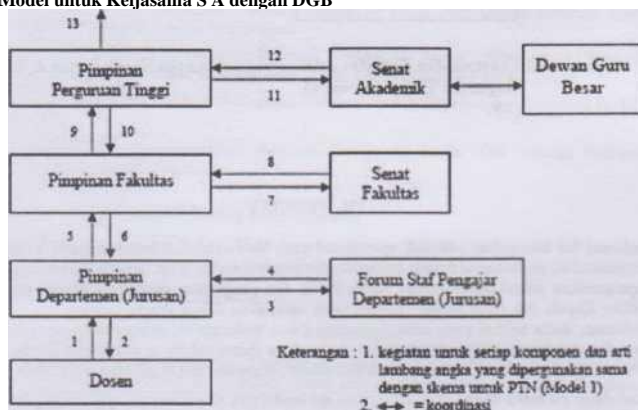 Model untuk Kerjasama S A dengan DGB
13
Pimpinan
Perguruan Tinggi
12
11
Senat
Akademik
Dewan Guru
Besar
9
10
Pimpinan Fakultas
8
7
Senat
Fakultas
5
6
Pimpinan
Departemen (Jurusan)
4
3
Forum Staf Pengajar
Departemen (Jurusan)
1
2
Dosen
Keterangan : 1. kegiatan untuk setiap komponen dan arti
lambang angka yang dipergunakan sama
dengan skema untuk PTN (Model 1)
2. ◄─► = koordinasi